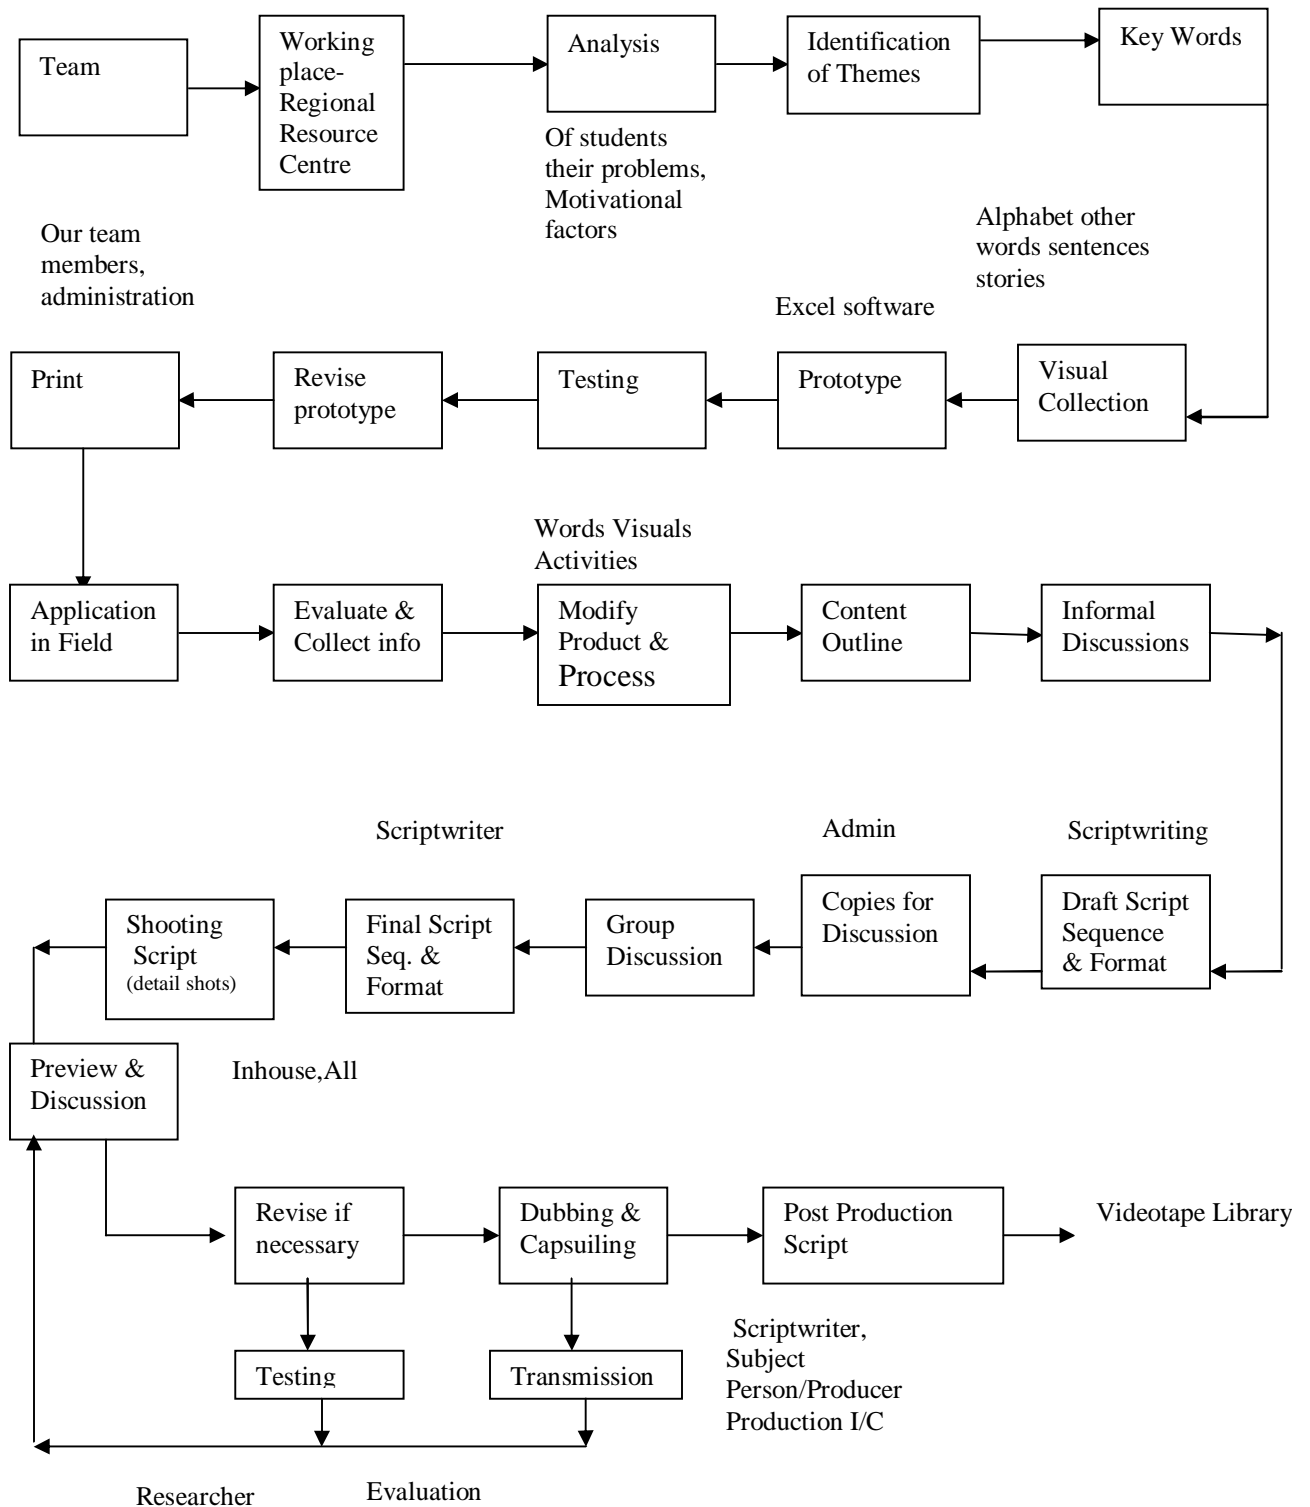 Team
Working
place-
Regional
Resource
Centre
Analysis
Identification
of Themes
Key Words
Of students
their problems,
Motivational
factors
Our team
members,
administration
Alphabet other
words sentences
stories
Excel software
Print
Revise
prototype
Testing
Prototype
Visual
Collection
Words Visuals
Activities
Application
in Field
Evaluate &
Collect info
Modify
Product &
Process
Content
Outline
Informal
Discussions
Scriptwriter
Admin
Scriptwriting
Shooting
Script
(detail shots)
Final Script
Seq. &
Format
Group
Discussion
Copies for
Discussion
Draft Script
Sequence
& Format
Preview &
Discussion
Inhouse,All
Revise if
necessary
Dubbing &
Capsuiling
Post Production
Script
Videotape Library
Testing
Transmission
Scriptwriter,
Subject
Person/Producer
Production I/C
Researcher
Evaluation